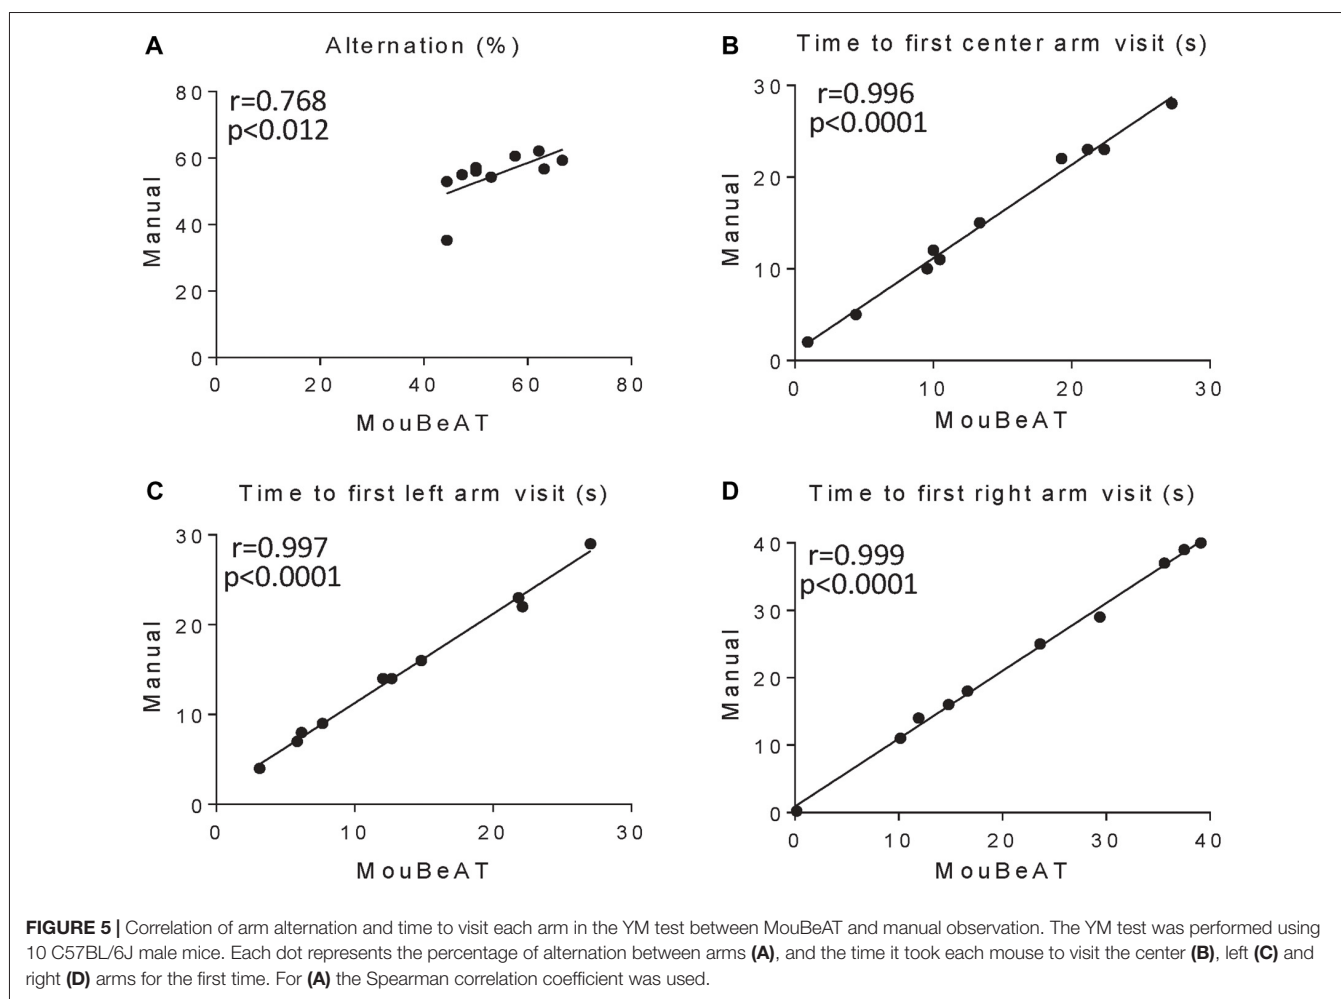 A
Alternation (%)
r=0.768
p<0.012
80
60
40
20
0
Manual
0 20 40 60 80
MouBeAT
B
Time to first center arm visit (s)
r=0.996
p<0.0001
30
20
10
0
Manual
0 10 20 30
MouBeAT
C
Time to first left arm visit (s)
r=0.997
p<0.0001
30
20
10
0
Manual
0 10 20 30
MouBeAT
D
Time to first right arm visit (s)
r=0.999
p<0.0001
40
30
20
10
0
Manual
0 10 20 30 40
MouBeAT
FIGURE 5 | Correlation of arm alternation and time to visit each arm in the YM test between MouBeAT and manual observation. The YM test was performed using
10 C57BL/6J male mice. Each dot represents the percentage of alternation between arms (A), and the time it took each mouse to visit the center (B), left (C) and
right (D) arms for the first time. For (A) the Spearman correlation coefficient was used.